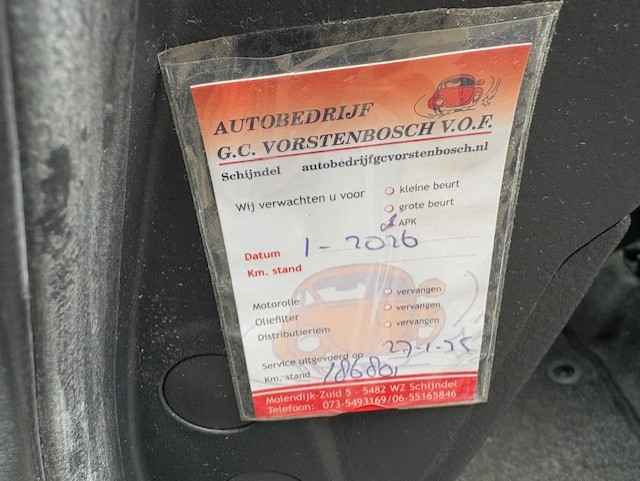 AUTOBEDRIJF
G.C. VORSTENBOSCH V.O.F.
Schijndel autobedrijfgcvorstenbosch.nl
Wij verwachten u voor
kleine beurt
grote beurt
APK
Datum 1-2026
Km. stand
Motorolie vervangen
Oliefilter vervangen
Distributieriem vervangen
Service uitgevoerd op 27-1-25
Km. stand 186801
Molendijk-Zuid 5 - 5482 WZ Schijndel
Telefoon: 073-5493169/06-55165846